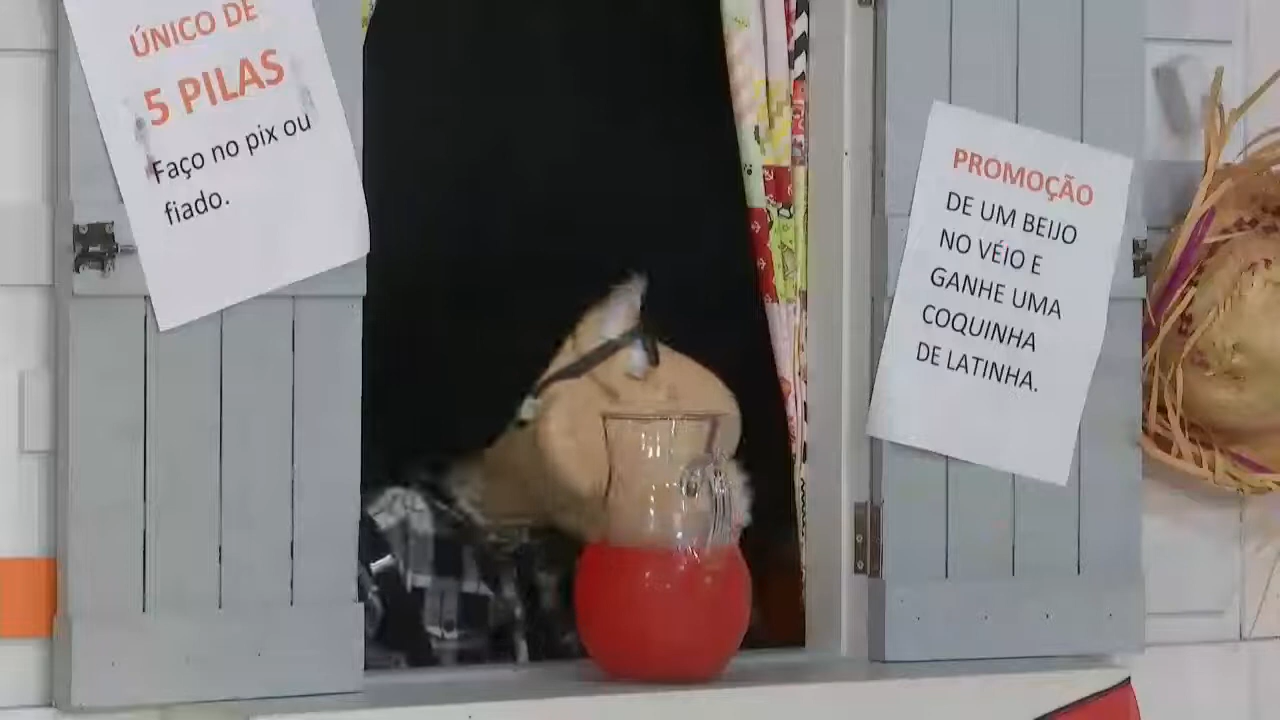 ÚNICO DE
5 PILAS
Faço no pix ou
fiado.
PROMOÇÃO
DE UM BEIJO
NO VÉIO E
GANHE UMA
COQUINHA
DE LATINHA.